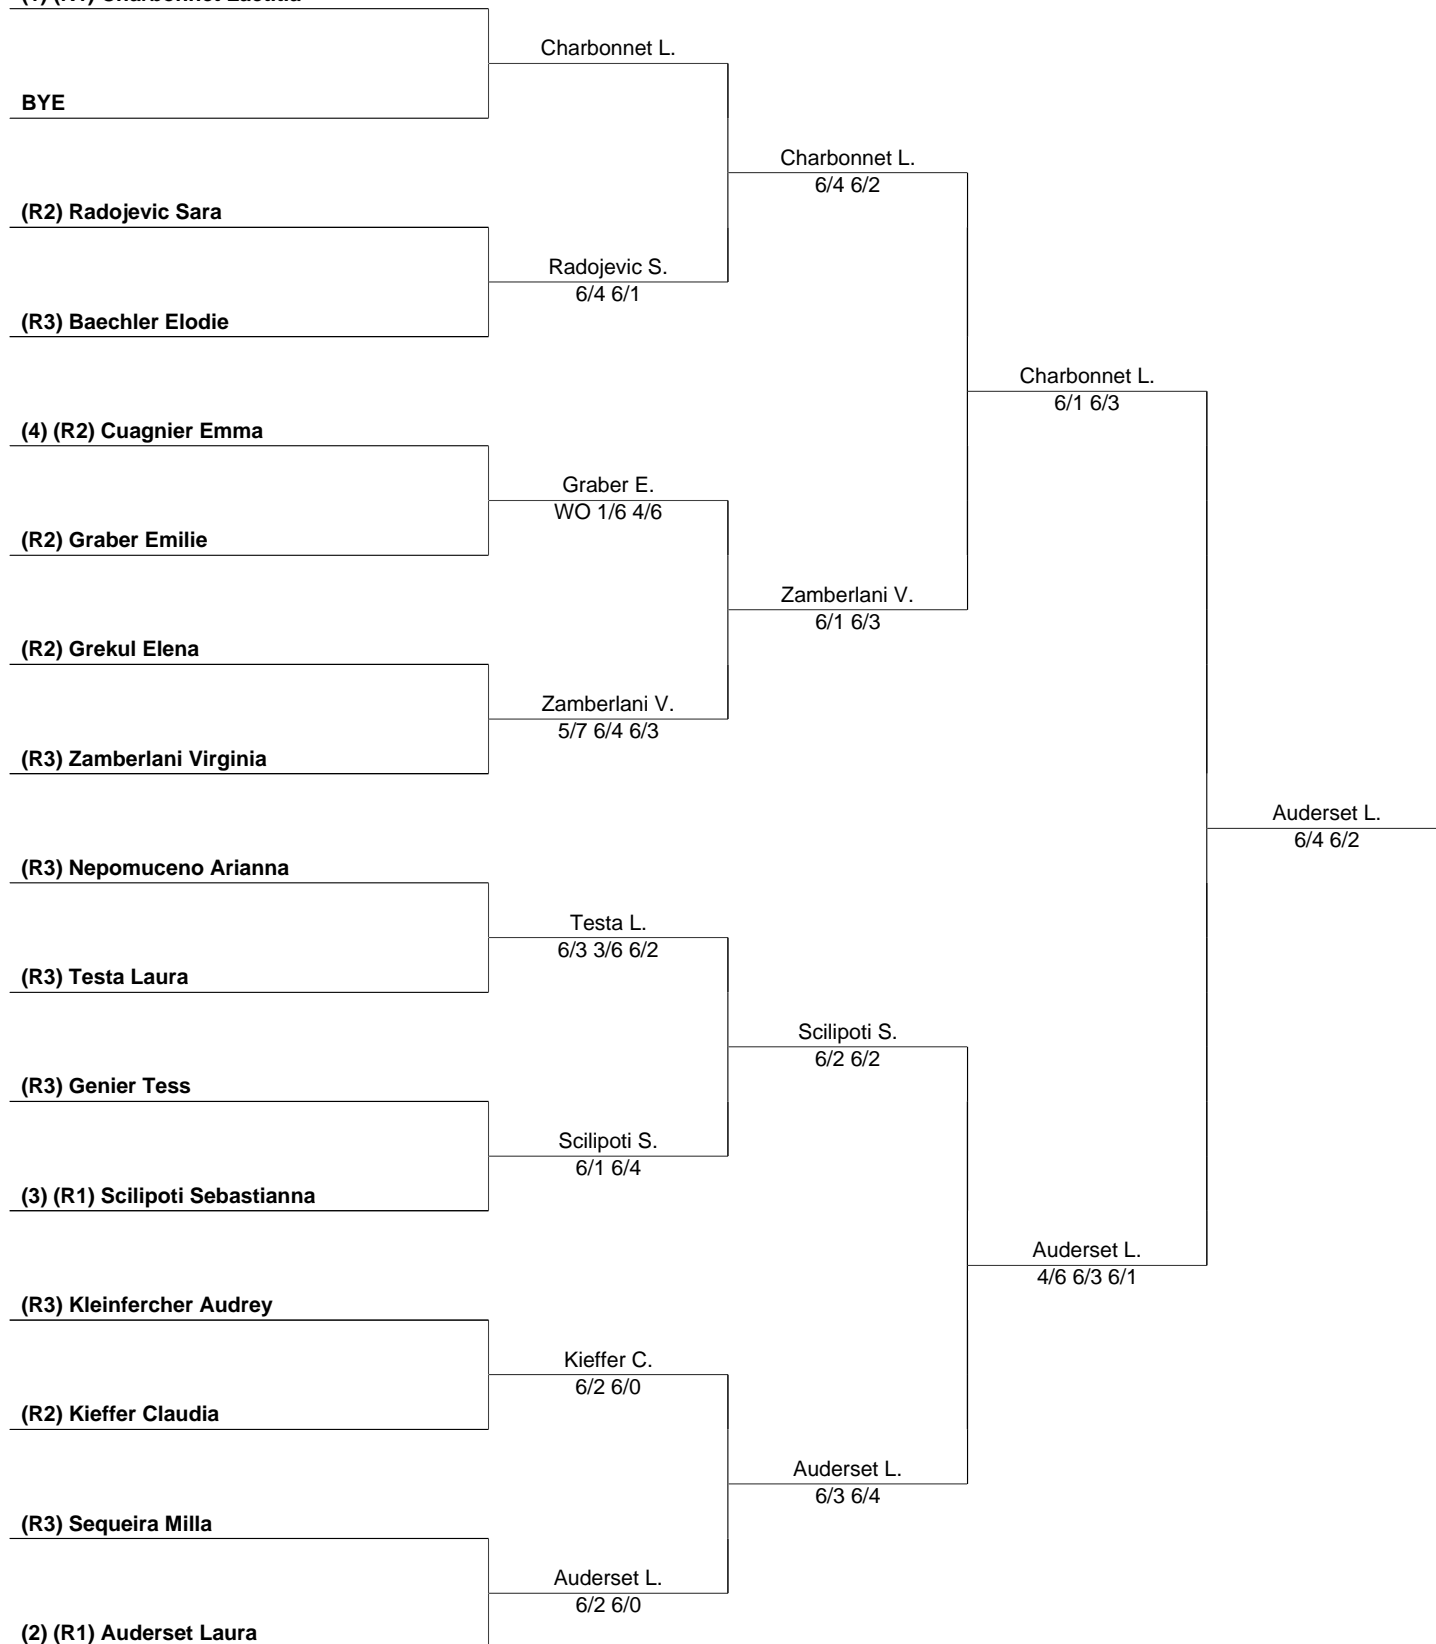 BYE
(R2) Radojevic Sara
(R3) Baechler Elodie
(4) (R2) Cuagnier Emma
(R2) Graber Emilie
(R2) Grekul Elena
(R3) Zamberlani Virginia
(R3) Nepomuceno Arianna
(R3) Testa Laura
(R3) Genier Tess
(3) (R1) Scilipoti Sebastianna
(R3) Kleinfercher Audrey
(R2) Kieffer Claudia
(R3) Sequeira Milla
(2) (R1) Auderset Laura
Charbonnet L.
Radojevic S.
6/4 6/1
Graber E.
WO 1/6 4/6
Zamberlani V.
5/7 6/4 6/3
Testa L.
6/3 3/6 6/2
Scilipoti S.
6/1 6/4
Kieffer C.
6/2 6/0
Auderset L.
6/2 6/0
Charbonnet L.
6/4 6/2
Zamberlani V.
6/1 6/3
Scilipoti S.
6/2 6/2
Auderset L.
6/3 6/4
Charbonnet L.
6/1 6/3
Auderset L.
4/6 6/3 6/1
Auderset L.
6/4 6/2